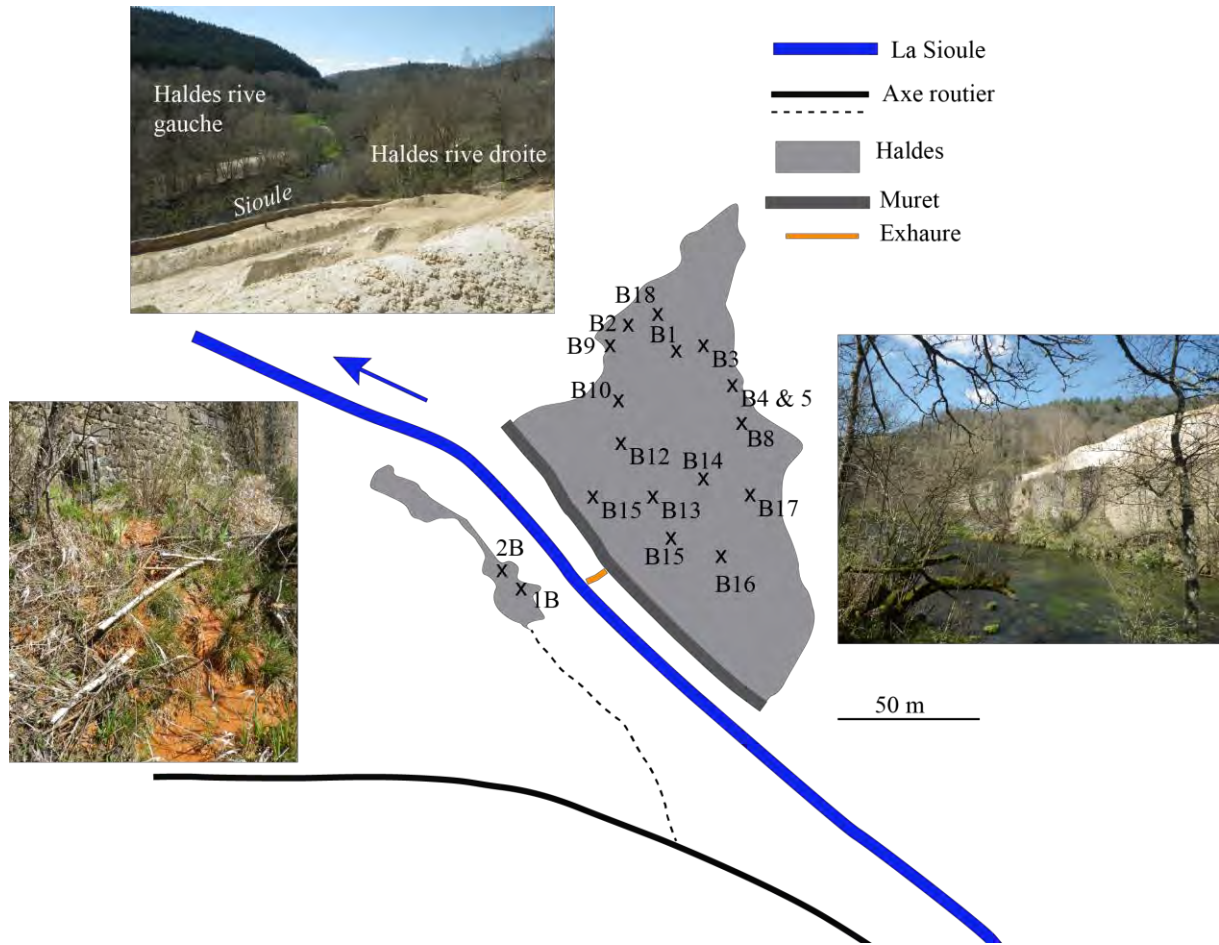 Haldes rive
gauche
Haldes rive droite
Sioule
La Sioule
Axe routier
Haldes
Muret
Exhaure
B18
B2
B1
B9
B3
B10
B4 & 5
B8
B12
B14
B15
B13
B17
B15
B16
2B
1B
50 m